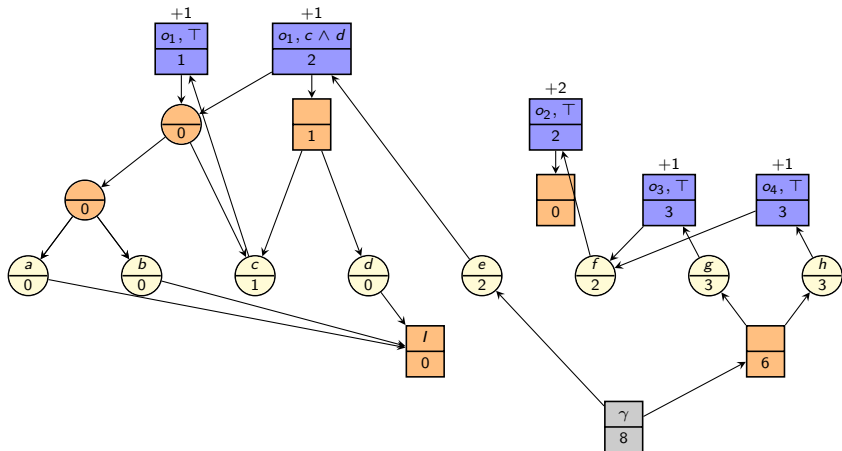 +1 +1
o₁, ⊤ o₁, c ∧ d
1 2
+2
o₂, ⊤
2
0 1
+1 +1
o₃, ⊤ o₄, ⊤
0 0 3 3
a b c d e f g h
0 0 1 0 2 2 3 3
I
0 6
γ
8